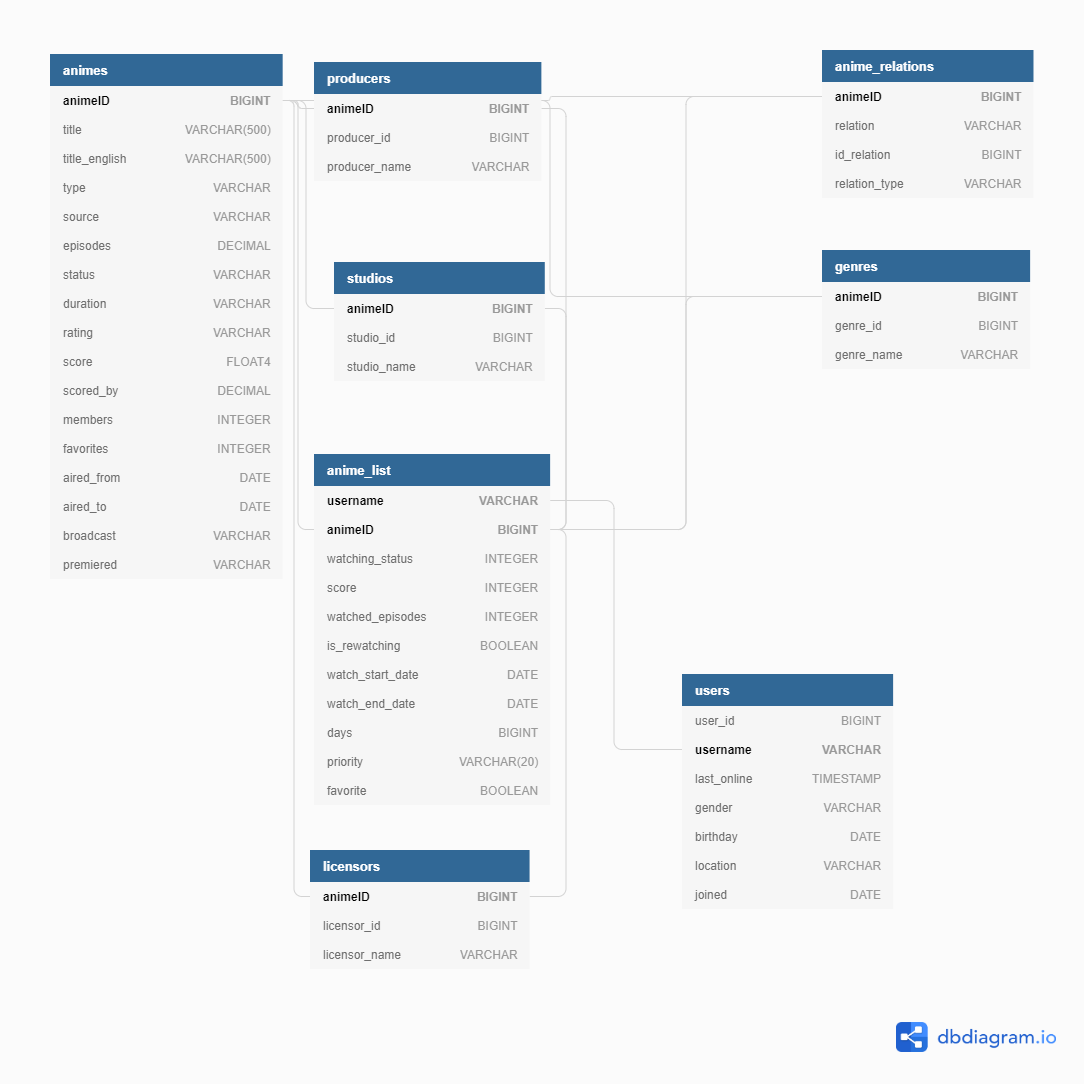 animes
animeID BIGINT
title VARCHAR(500)
title_english VARCHAR(500)
type VARCHAR
source VARCHAR
episodes DECIMAL
status VARCHAR
duration VARCHAR
rating VARCHAR
score FLOAT4
scored_by DECIMAL
members INTEGER
favorites INTEGER
aired_from DATE
aired_to DATE
broadcast VARCHAR
premiered VARCHAR
producers
animeID BIGINT
producer_id BIGINT
producer_name VARCHAR
studios
animeID BIGINT
studio_id BIGINT
studio_name VARCHAR
anime_list
username VARCHAR
animeID BIGINT
watching_status INTEGER
score INTEGER
watched_episodes INTEGER
is_rewatching BOOLEAN
watch_start_date DATE
watch_end_date DATE
days BIGINT
priority VARCHAR(20)
favorite BOOLEAN
licensors
animeID BIGINT
licensor_id BIGINT
licensor_name VARCHAR
anime_relations
animeID BIGINT
relation VARCHAR
id_relation BIGINT
relation_type VARCHAR
genres
animeID BIGINT
genre_id BIGINT
genre_name VARCHAR
users
user_id BIGINT
username VARCHAR
last_online TIMESTAMP
gender VARCHAR
birthday DATE
location VARCHAR
joined DATE
dbdiagram.io